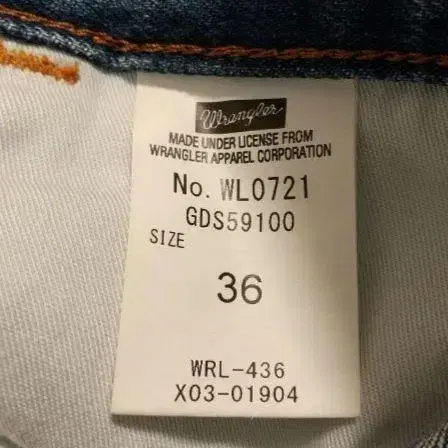 Wrangler
MADE UNDER LICENSE FROM
WRANGLER APPAREL CORPORATION
No. WL0721
GDS59100
SIZE
36
WRL-436
X03-01904